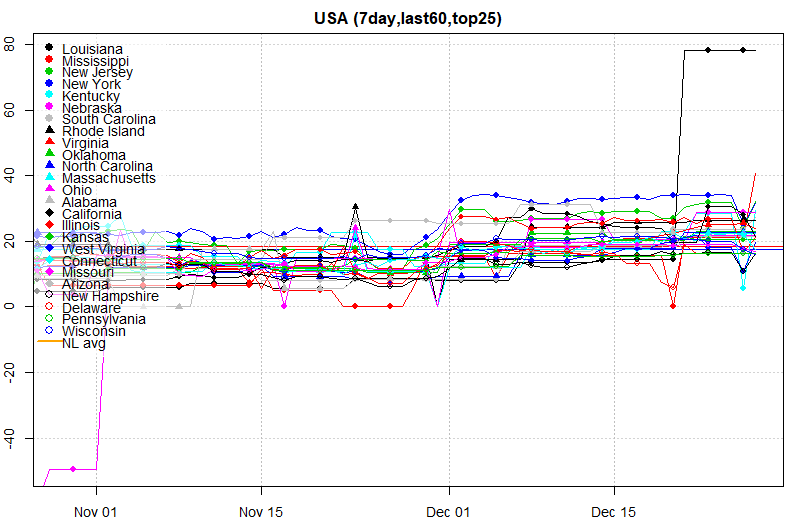 USA (7day,last60,top25)
80
60
40
20
0
-20
-40
Louisiana
Mississippi
New Jersey
New York
Kentucky
Nebraska
South Carolina
Rhode Island
Virginia
Oklahoma
North Carolina
Massachusetts
Ohio
Alabama
California
Illinois
Kansas
West Virginia
Connecticut
Missouri
Arizona
New Hampshire
Delaware
Pennsylvania
Wisconsin
NL avg
Nov 01
Nov 15
Dec 01
Dec 15